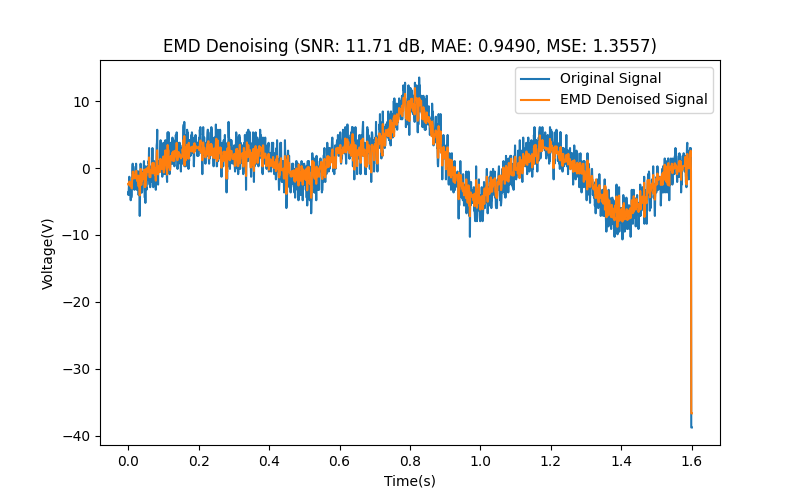 EMD Denoising (SNR: 11.71 dB, MAE: 0.9490, MSE: 1.3557)
Original Signal
EMD Denoised Signal
Voltage(V)
10
0
−10
−20
−30
−40
0.0 0.2 0.4 0.6 0.8 1.0 1.2 1.4 1.6
Time(s)